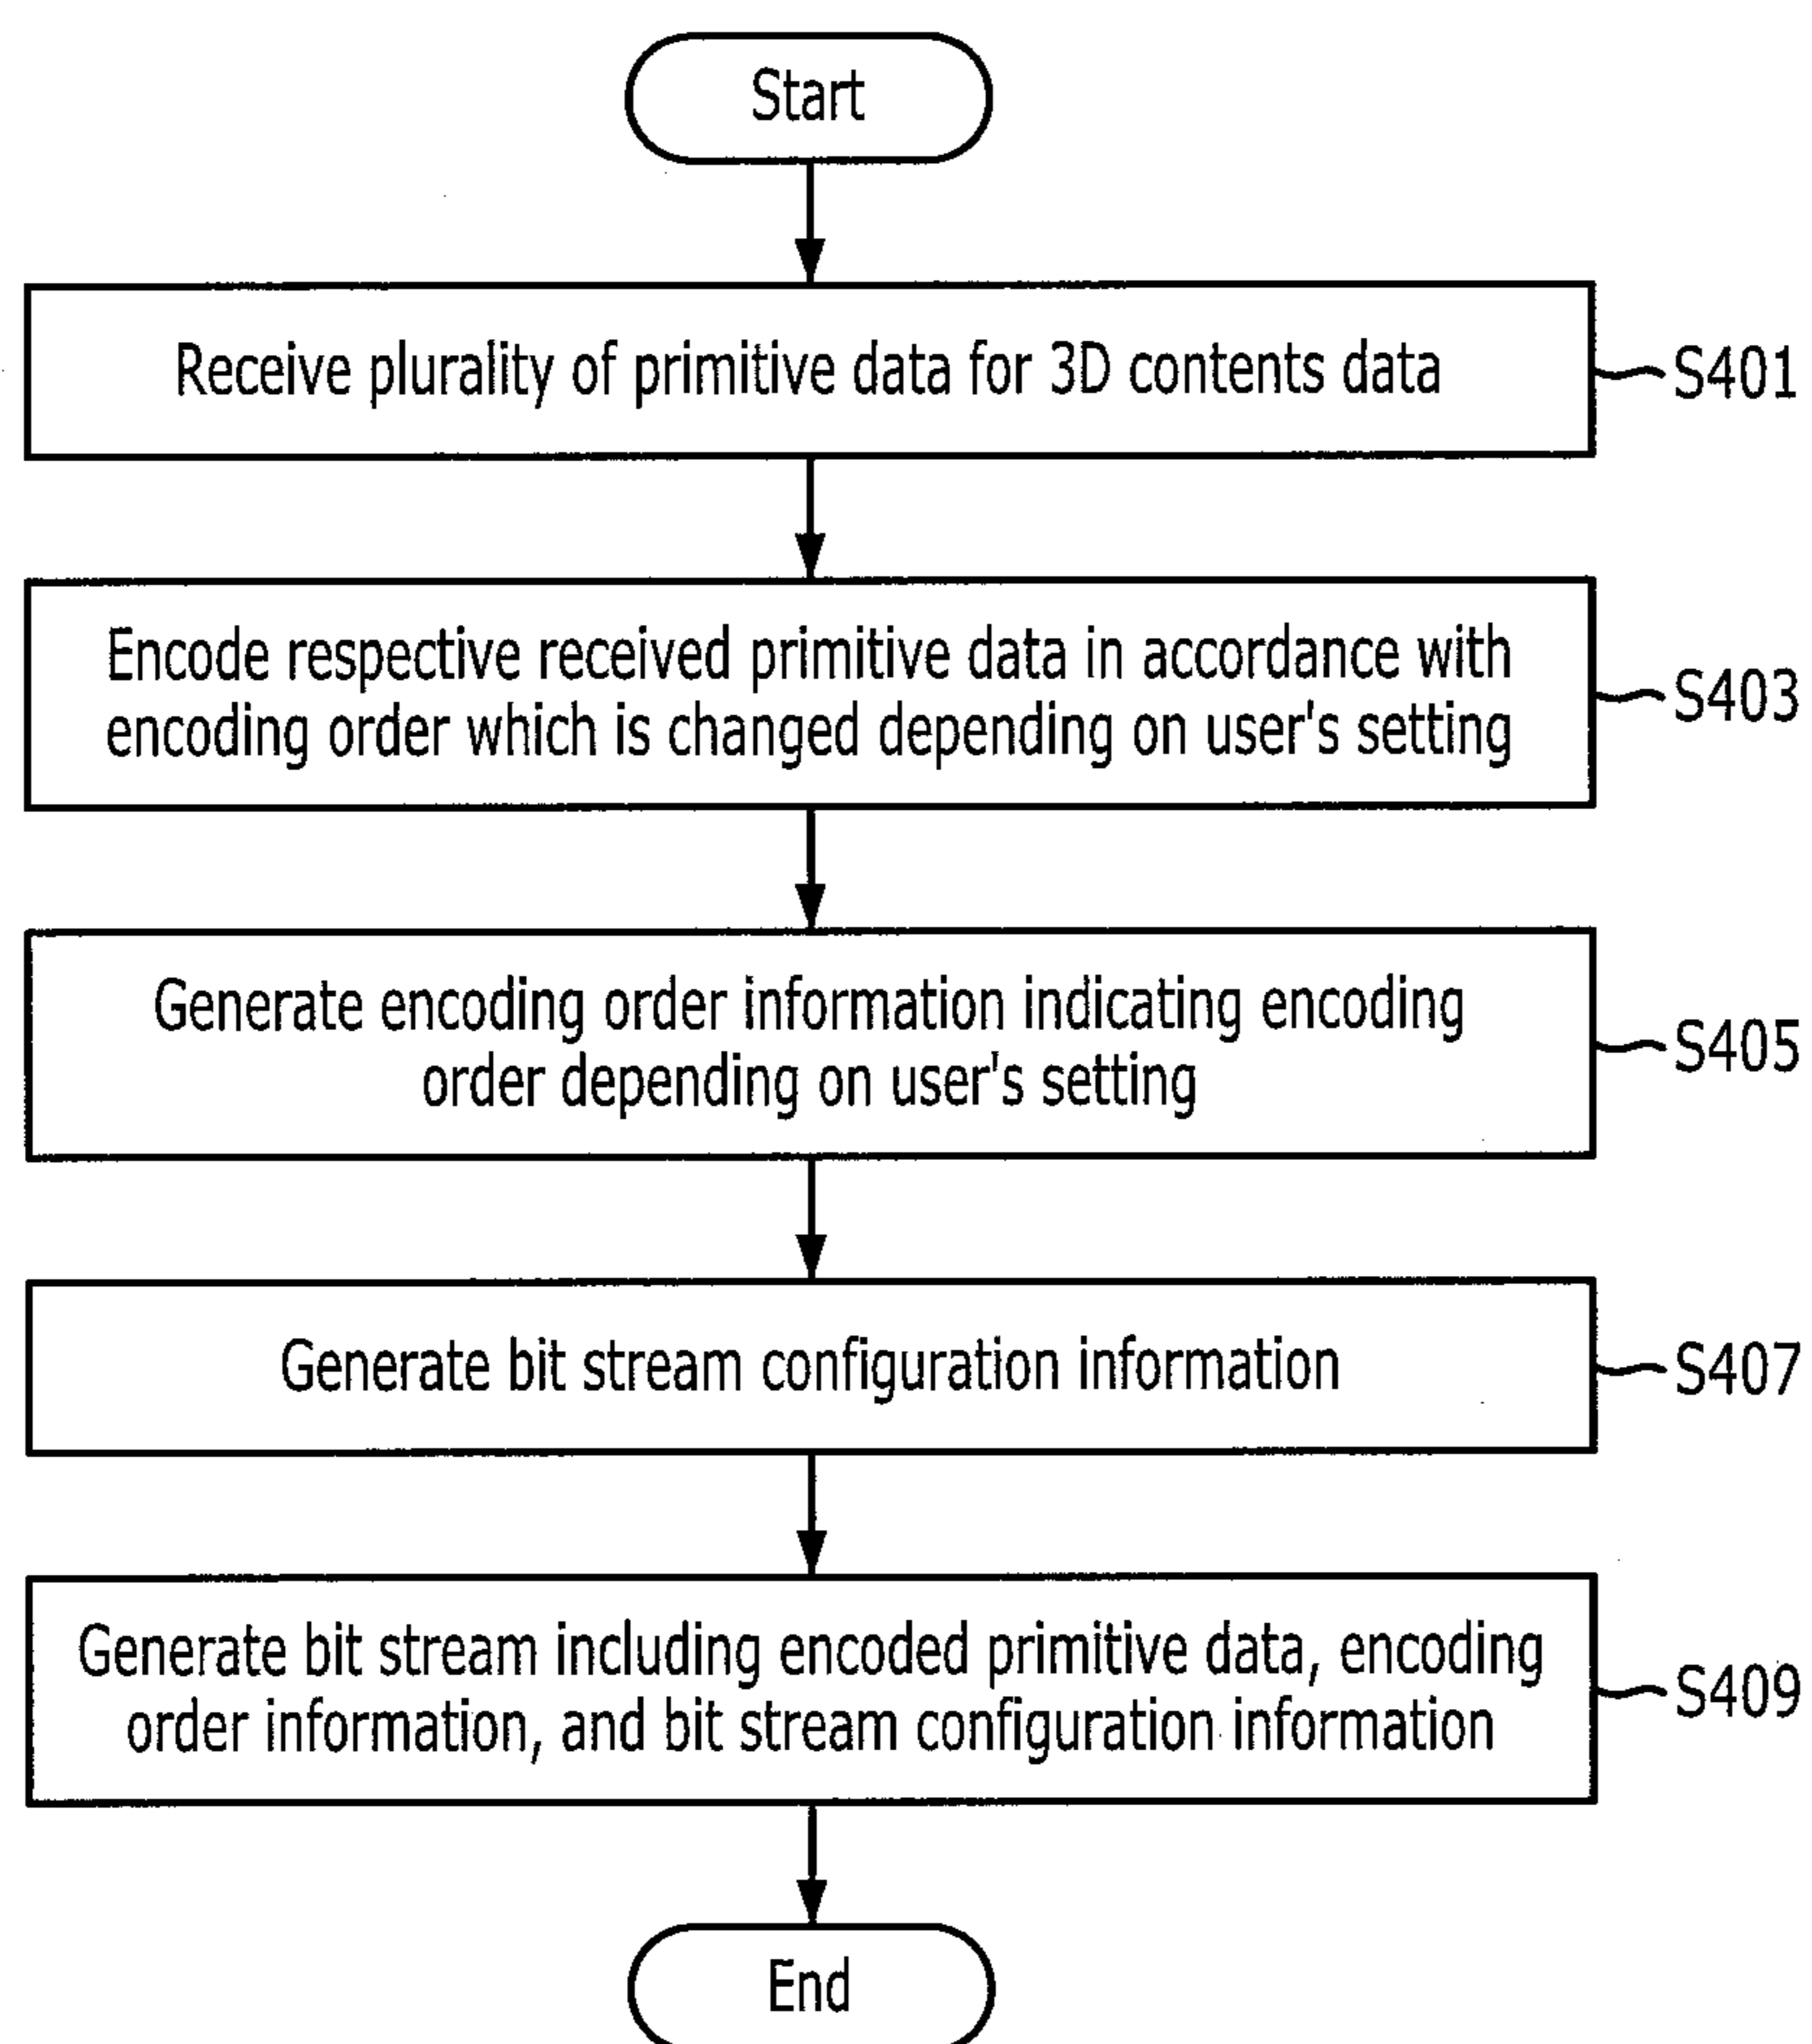 Start
Receive plurality of primitive data for 3D contents data
S401
Encode respective received primitive data in accordance with
encoding order which is changed depending on user's setting
S403
Generate encoding order information indicating encoding
order depending on user's setting
S405
Generate bit stream configuration information
S407
Generate bit stream including encoded primitive data, encoding
order information, and bit stream configuration information
S409
End